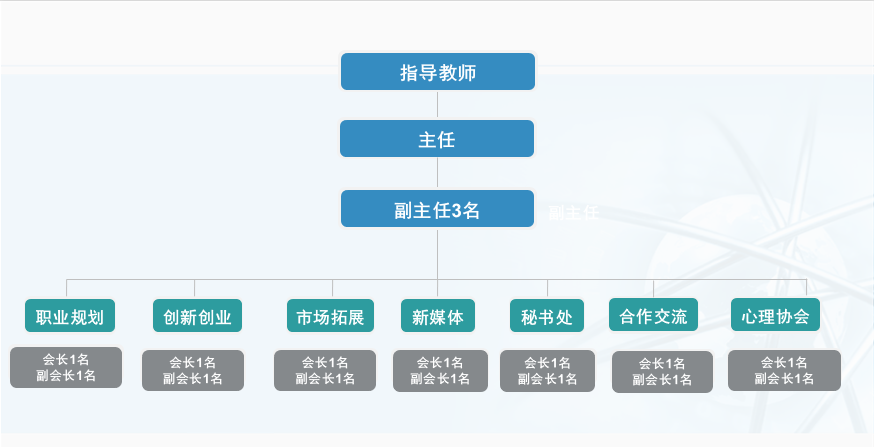 指导教师
主任
副主任3名
副主任
职业规划
创新创业
市场拓展
新媒体
秘书处
合作交流
心理协会
会长1名
副会长1名
会长1名
副会长1名
会长1名
副会长1名
会长1名
副会长1名
会长1名
副会长1名
会长1名
副会长1名
会长1名
副会长1名